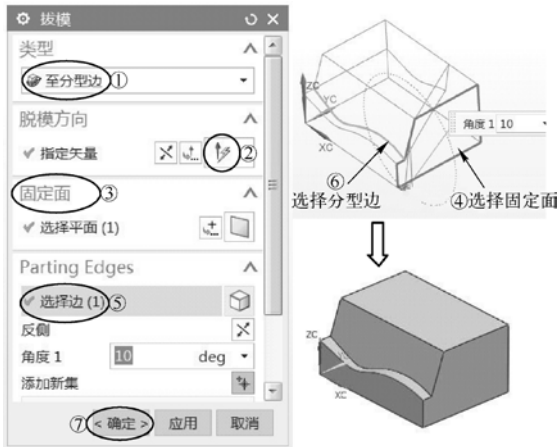 拔模
类型
至分型边 ①
脱模方向
指定矢量 ②
固定面 ③
选择平面 (1)
Parting Edges
选择边 (1) ⑤
反侧
角度 1 10 deg
添加新集
⑦ < 确定 > 应用 取消
ZC
YC
XC
角度 1 10
⑥
选择分型边
④选择固定面
ZC
XC